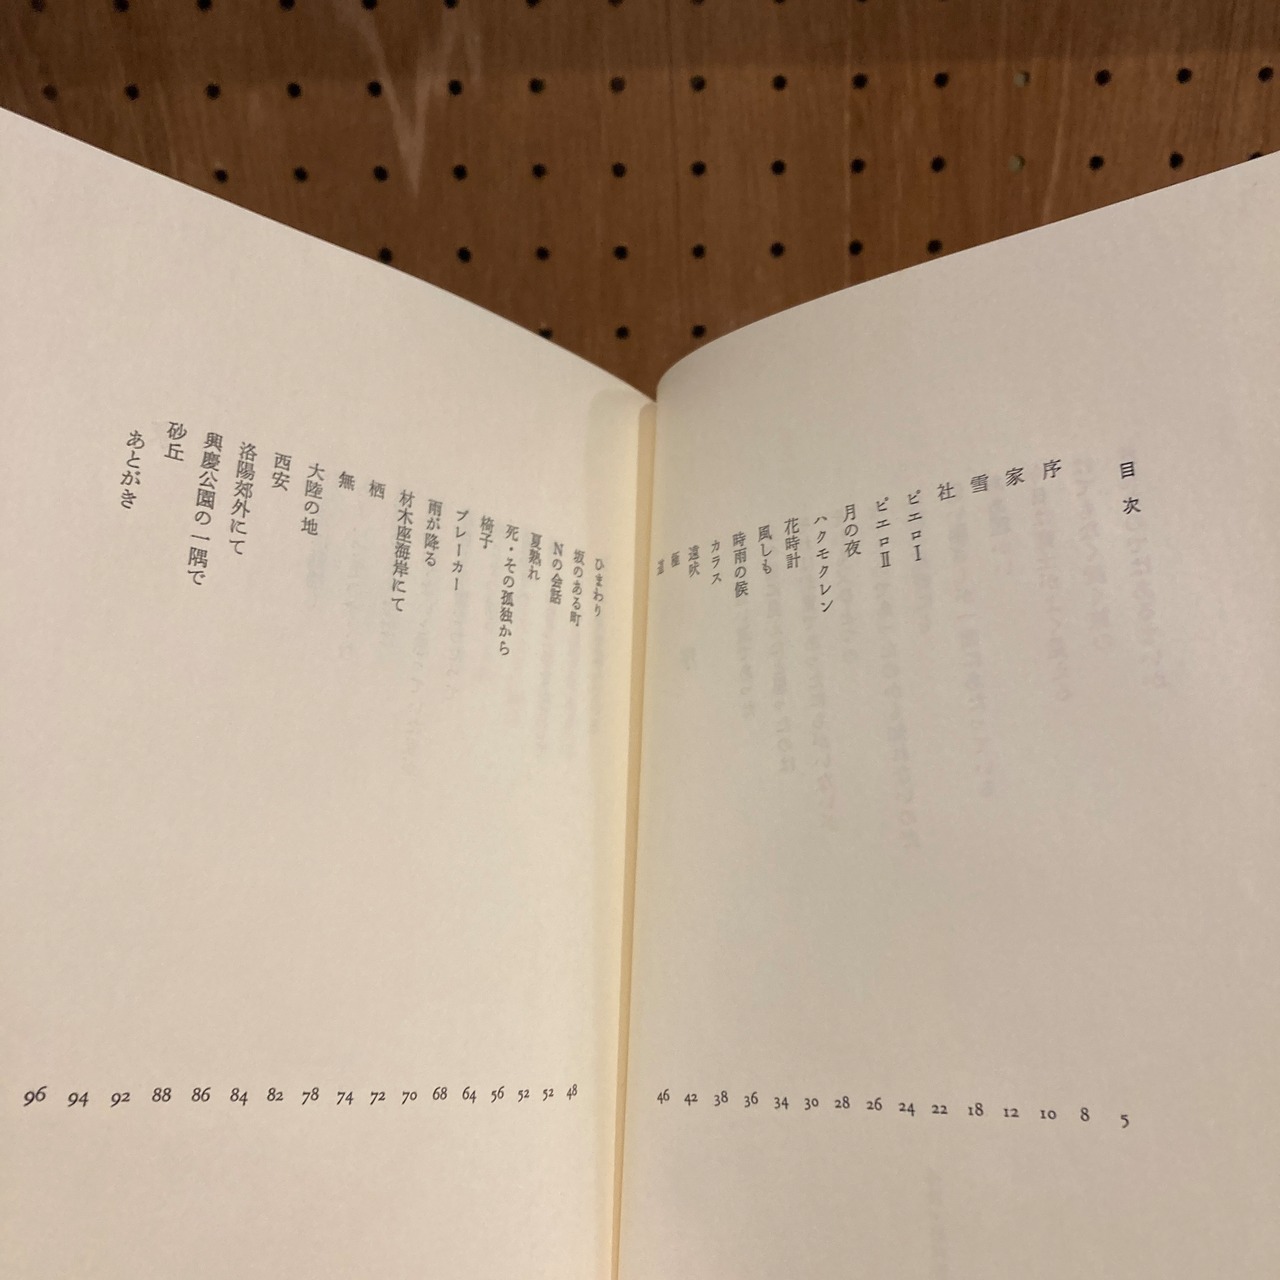 目次
序
家
雪
社
ピエロⅠ
ピエロⅡ
月の夜
ハクモクレン
花時計
風しも
時雨の侯
カラス
遠吠
極
道
5
8
10
12
18
22
24
26
28
30
34
36
38
42
46
ひまわり
坂のある町
Nの会話
夏熟れ
死・その孤独から
椅子
ブレーカー
雨が降る
材木座海岸にて
栖
無
大陸の地
西安
洛陽郊外にて
興慶公園の一隅で
砂丘
あとがき
48
52
52
56
64
68
70
72
74
78
82
84
86
88
92
94
96